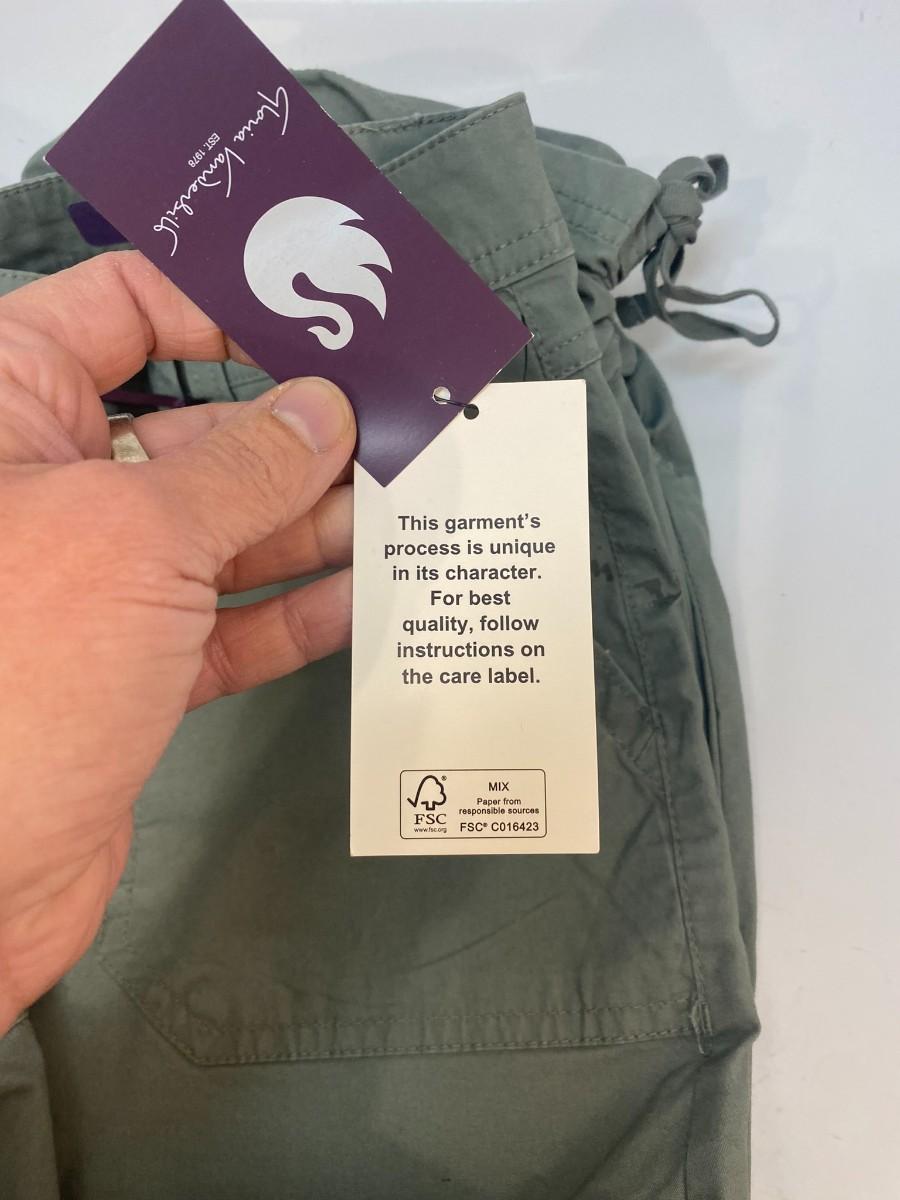 Gloria Vanderbilt
EST. 1976
This garment’s
process is unique
in its character.
For best
quality, follow
instructions on
the care label.
FSC®
www.fsc.org
MIX
Paper from
responsible sources
FSC® C016423